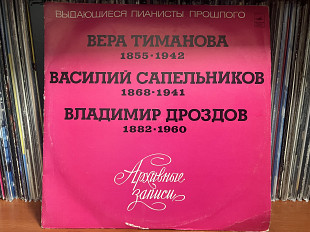 ВЫДАЮЩИЕСЯ ПИАНИСТЫ ПРОШЛОГО
ВЕРА ТИМАНОВА
1855·1942
ВАСИЛИЙ САПЕЛЬНИКОВ
1868·1941
ВЛАДИМИР ДРОЗДОВ
1882·1960
Архивные
записи